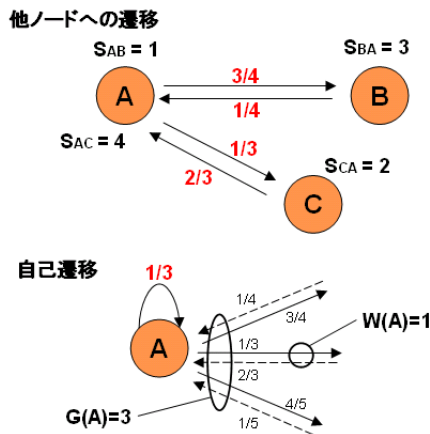 他ノードへの遷移
SAB = 1
SBA = 3
A
3/4
1/4
B
SAC = 4
1/3
2/3
SCA = 2
C
自己遷移
1/3
A
1/4
3/4
W(A)=1
1/3
2/3
4/5
G(A)=3
1/5